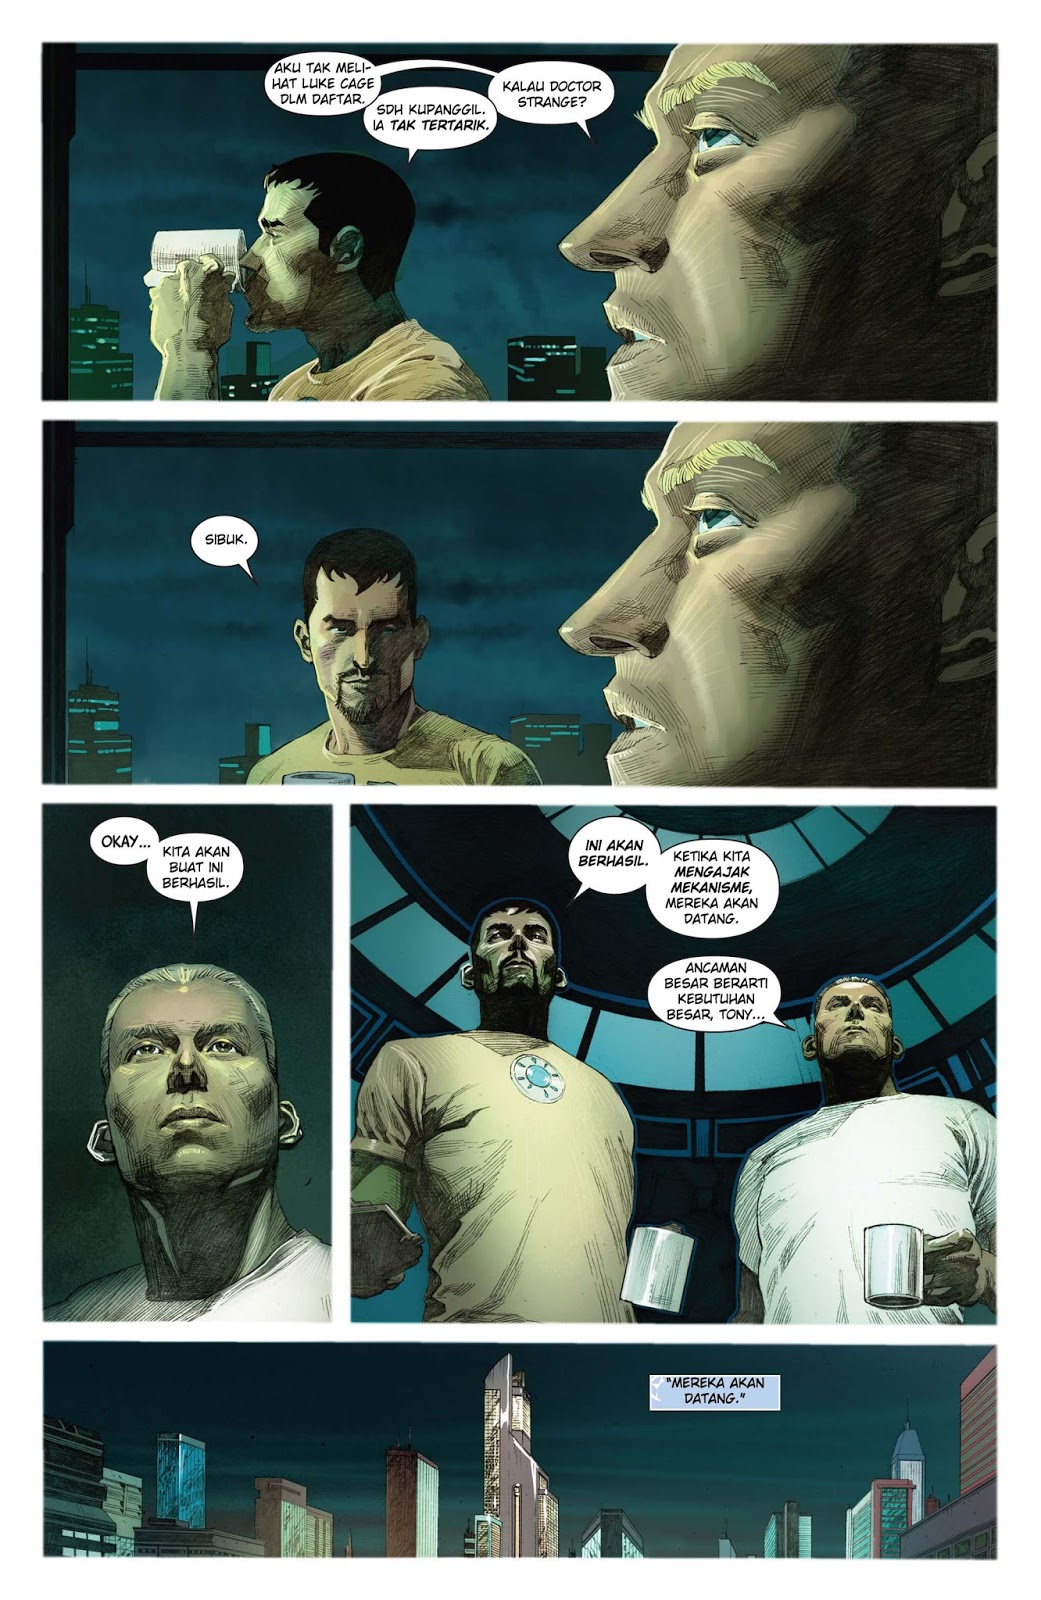 AKU TAK MELI-
HAT LUKE CAGE
DLM DAFTAR.
SDH KUPANGGIL.
IA TAK TERTARIK.
KALAU DOCTOR
STRANGE?
SIBUK.
OKAY...
KITA AKAN
BUAT INI
BERHASIL.
INI AKAN
BERHASIL.
KETIKA KITA
MENGAJAK
MEKANISME,
MEREKA AKAN
DATANG.
ANCAMAN
BESAR BERARTI
KEBUTUHAN
BESAR, TONY...
"MEREKA AKAN
DATANG."